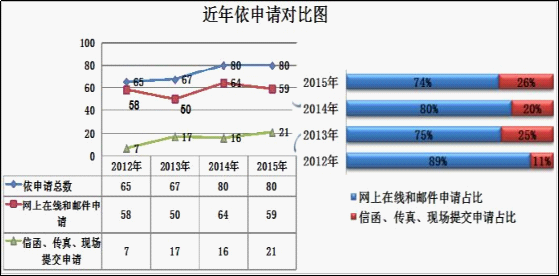 近年依申请对比图
100
80
60
40
20
0
65 67 80 80
58 50 64 59
7 17 16 21
2012年 2013年 2014年 2015年
依申请总数 65 67 80 80
网上在线和邮件申
请 58 50 64 59
信函、传真、现场
提交申请 7 17 16 21
2015年 74% 26%
2014年 80% 20%
2013年 75% 25%
2012年 89% 11%
网上在线和邮件申请占比
信函、传真、现场提交申请占比